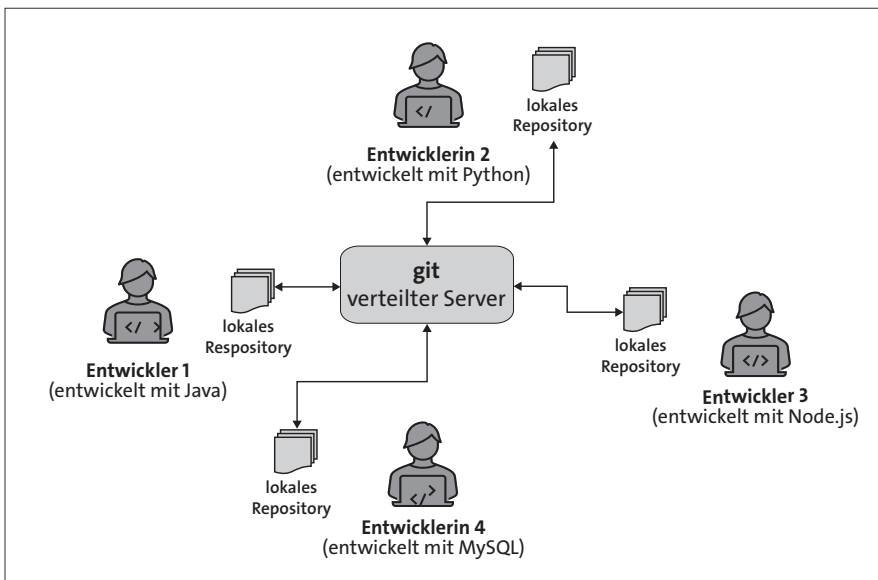 </>
lokales
Repository
Entwicklerin 2
(entwickelt mit Python)
git
verteilter Server
</ >
lokales
Respository
Entwickler 1
(entwickelt mit Java)
lokales
Repository
</>
Entwickler 3
(entwickelt mit Node.js)
lokales
Repository
</>
Entwicklerin 4
(entwickelt mit MySQL)